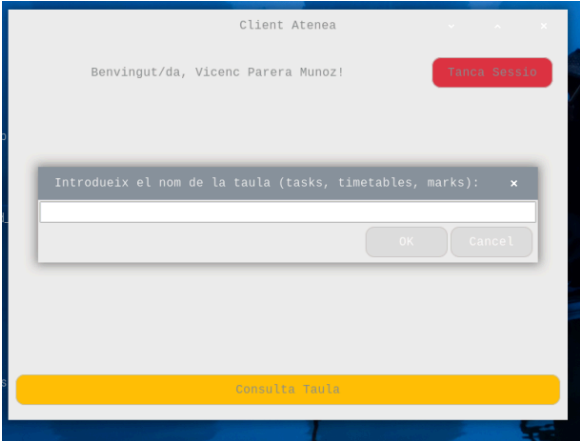 Client Atenea
Benvingut/da, Vicenc Parera Munoz!
Tanca Sessio
Introdueix el nom de la taula (tasks, timetables, marks):
OK
Cancel
Consulta Taula